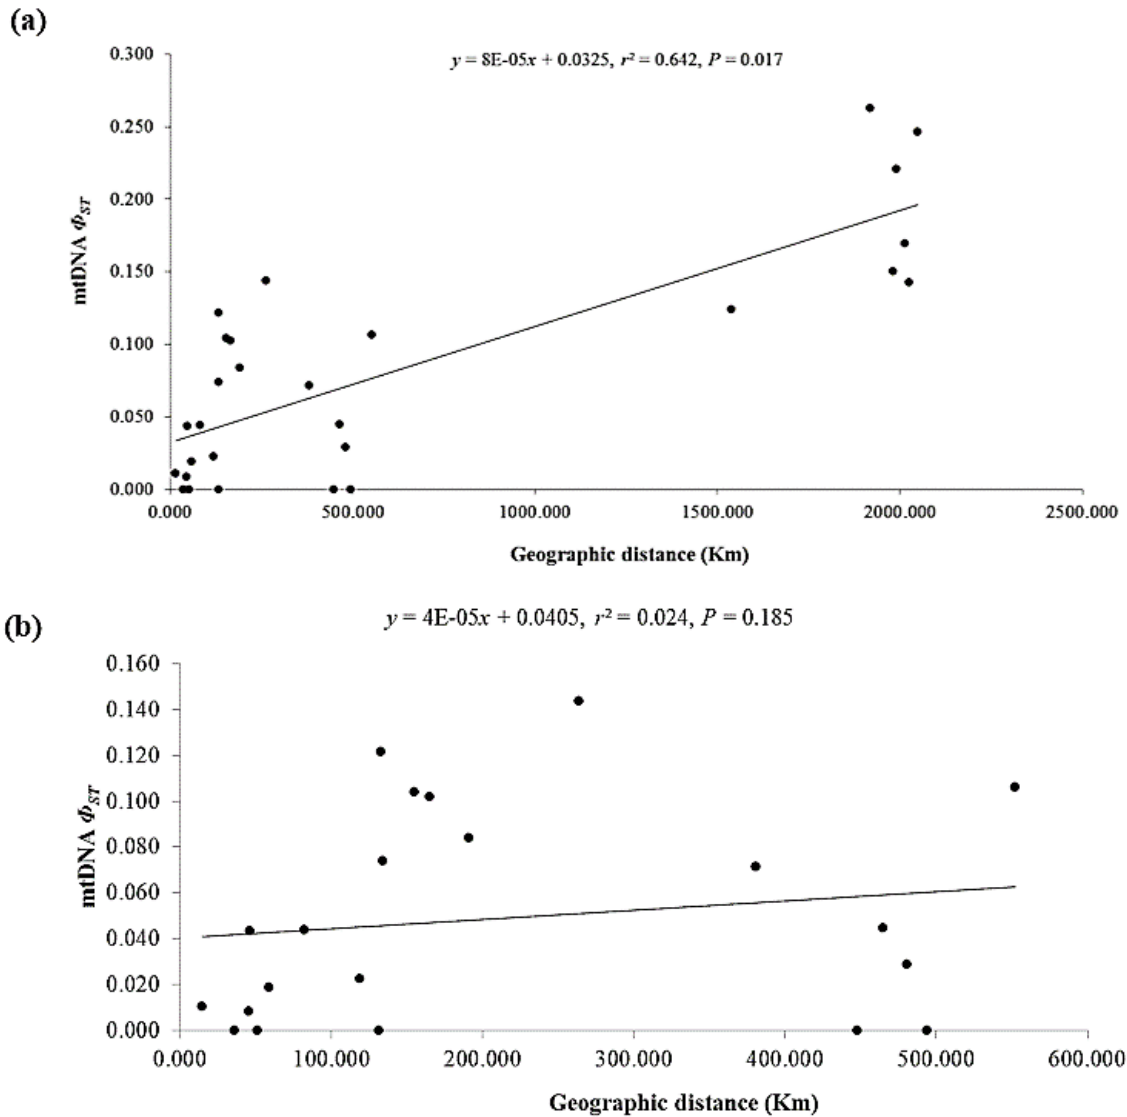 (a)
y = 8E-05x + 0.0325, r² = 0.642, P = 0.017
0.300
0.250
0.200
0.150
0.100
0.050
0.000
mtDNA Φ_ST
0.000 500.000 1000.000 1500.000 2000.000 2500.000
Geographic distance (Km)
(b)
y = 4E-05x + 0.0405, r² = 0.024, P = 0.185
0.160
0.140
0.120
0.100
0.080
0.060
0.040
0.020
0.000
mtDNA Φ_ST
0.000 100.000 200.000 300.000 400.000 500.000 600.000
Geographic distance (Km)